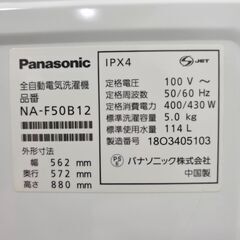 Panasonic
全自動電気洗濯機
品番
NA-F50B12
外形寸法
幅 562 mm
奥行 572 mm
高さ 880 mm
IPX4
JET
定格電圧 100 V ～
定格周波数 50/60 Hz
定格消費電力 400/430 W
標準洗濯容量 5.0 kg
標準使用水量 114 L
製造番号 18O3405103
PS E パナソニック株式会社
中国製